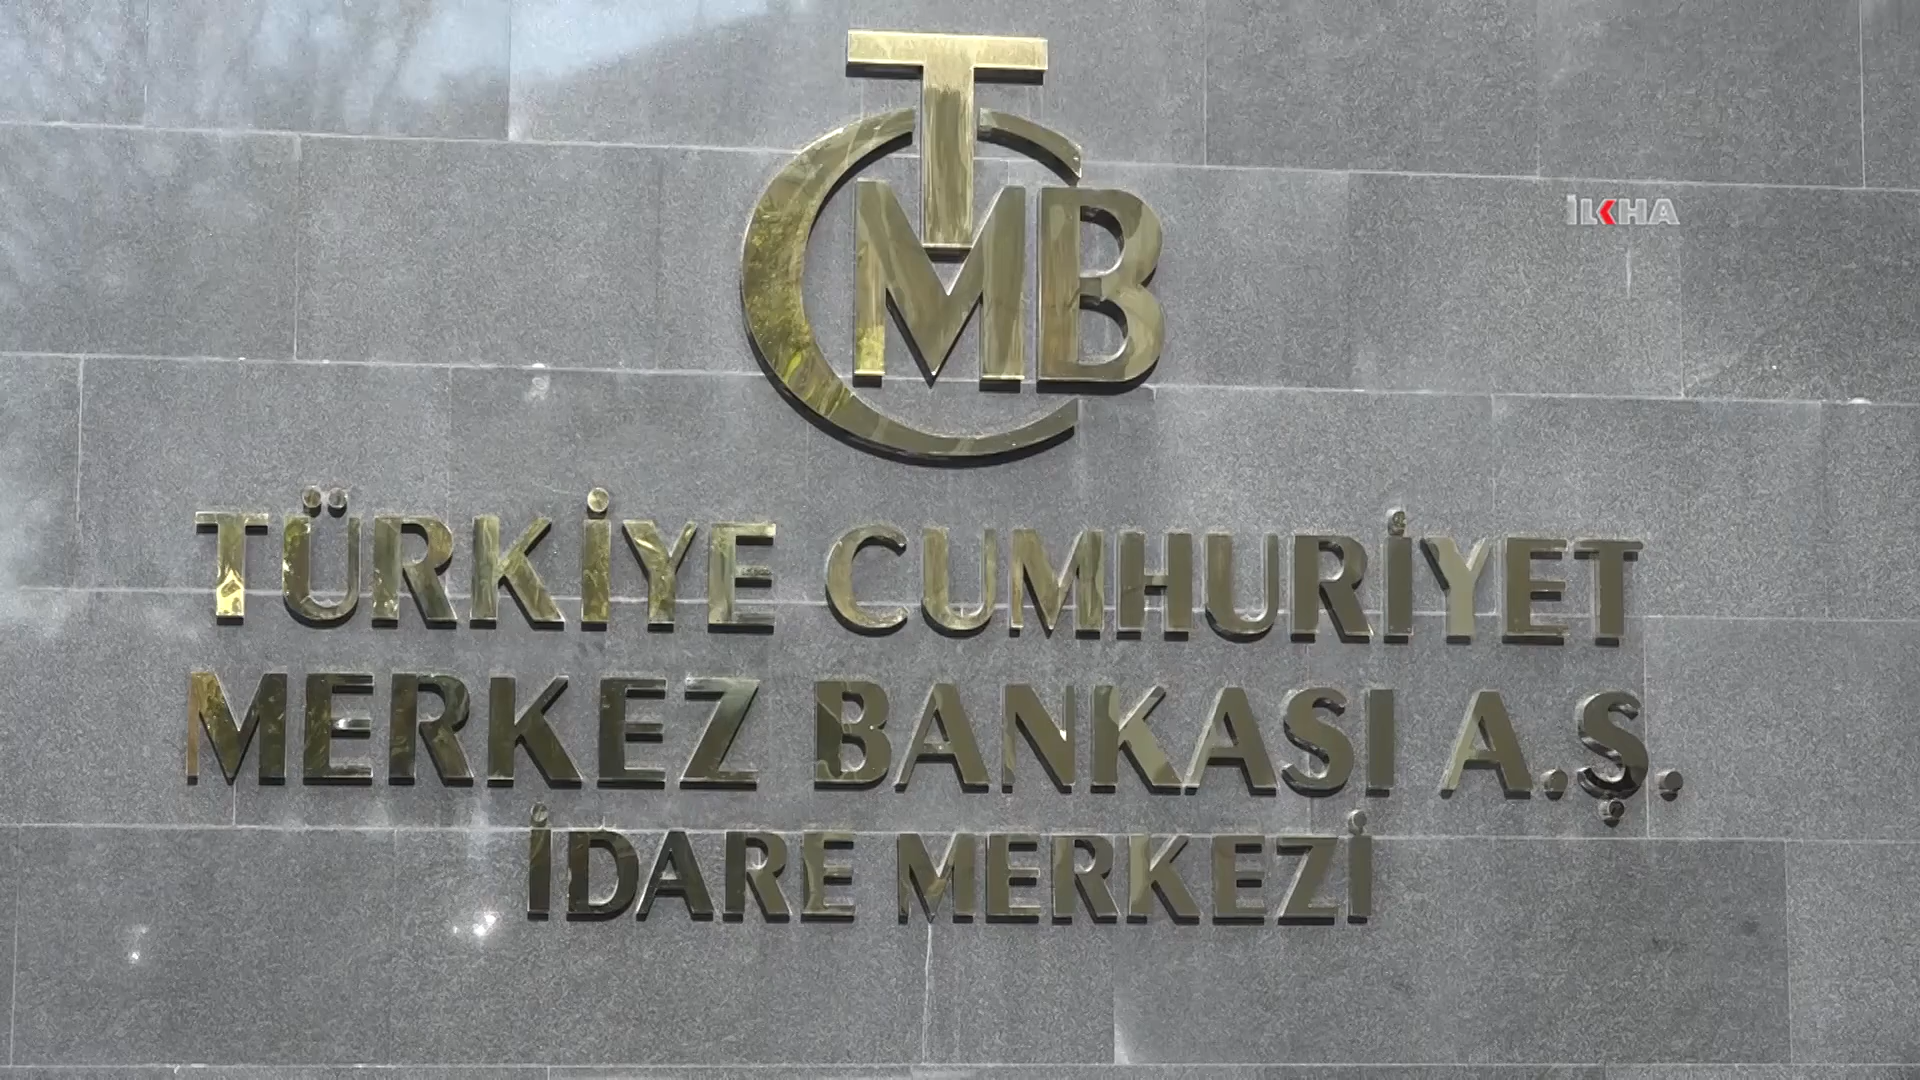 TCMB
İLKHA
TÜRKİYE CUMHURİYET
MERKEZ BANKASI A.Ş.
İDARE MERKEZİ